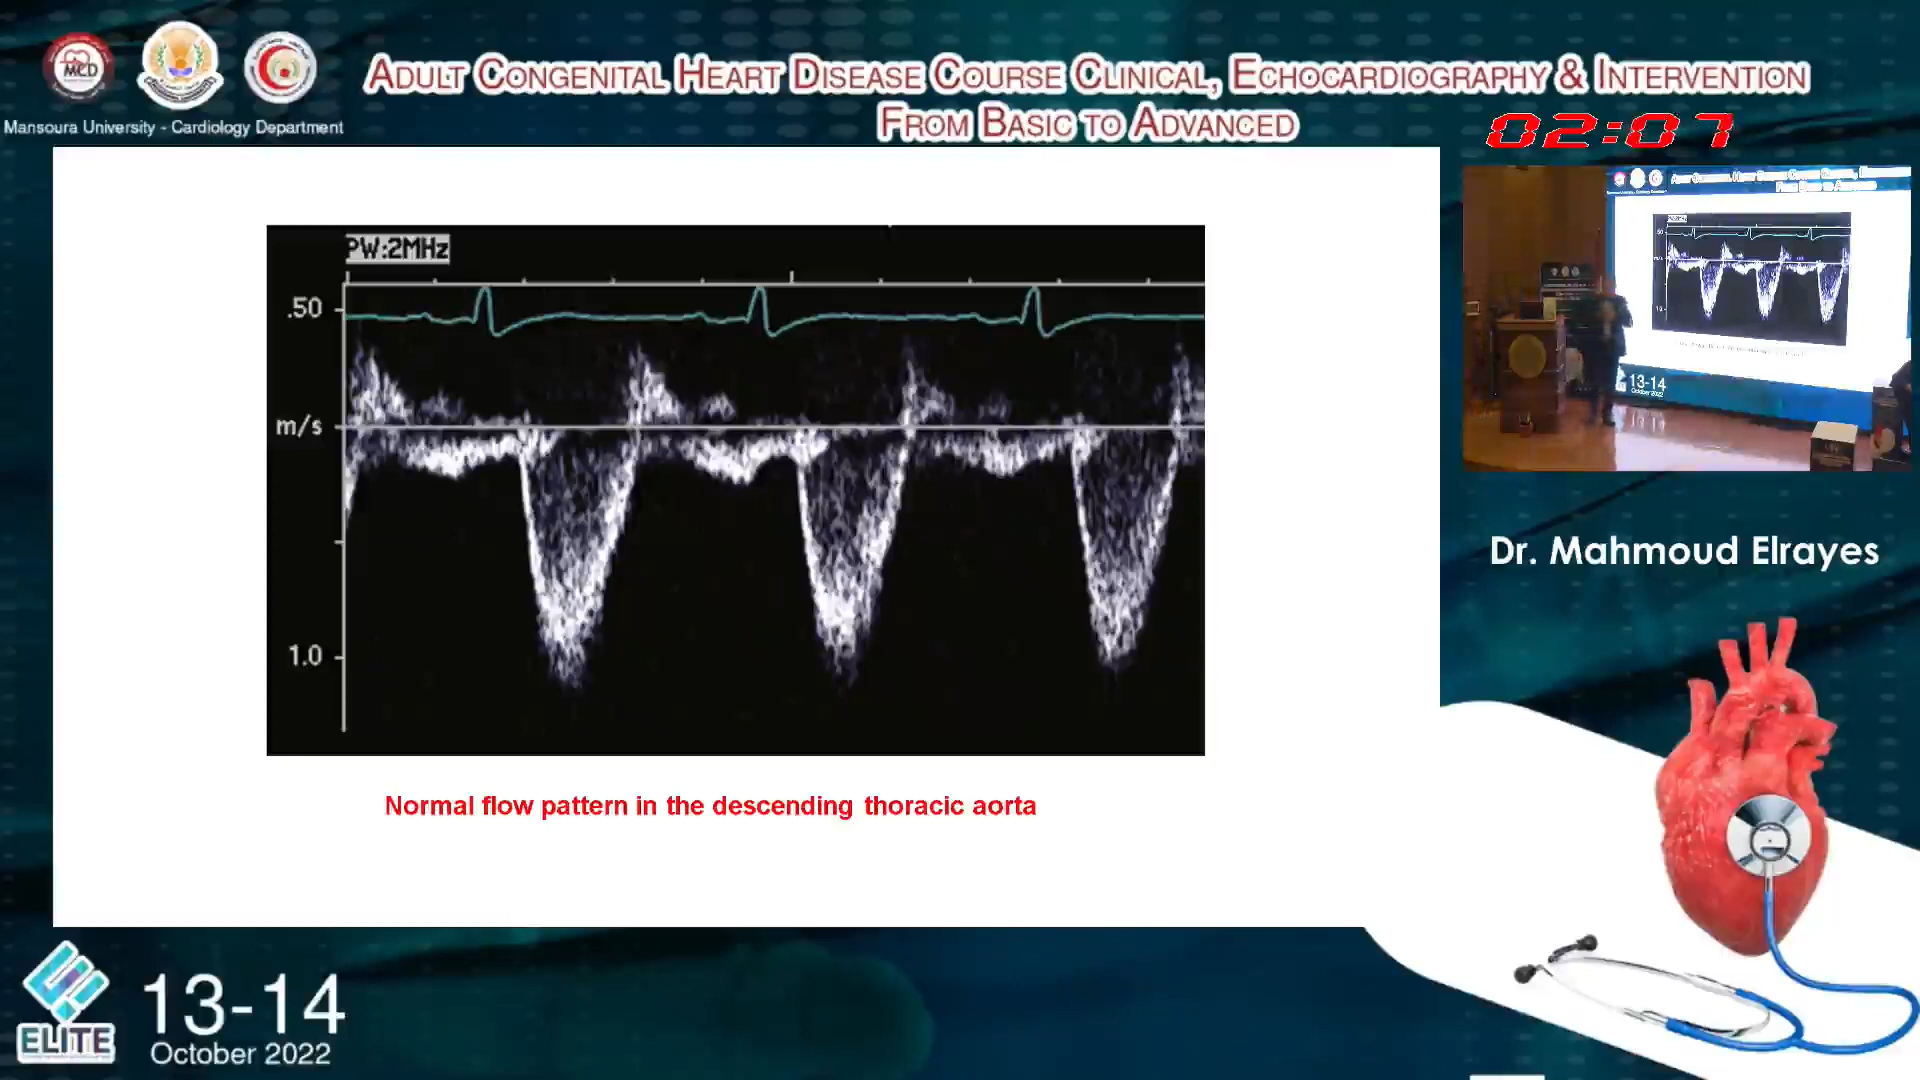 MCD
Mansoura University - Cardiology Department
ADULT CONGENITAL HEART DISEASE COURSE CLINICAL, ECHOCARDIOGRAPHY & INTERVENTION
FROM BASIC TO ADVANCED
02:07
PW:2MHz
.50
m/s
1.0
Normal flow pattern in the descending thoracic aorta
13-14
October 2022
Dr. Mahmoud Elrayes
ELITE
13-14
October 2022